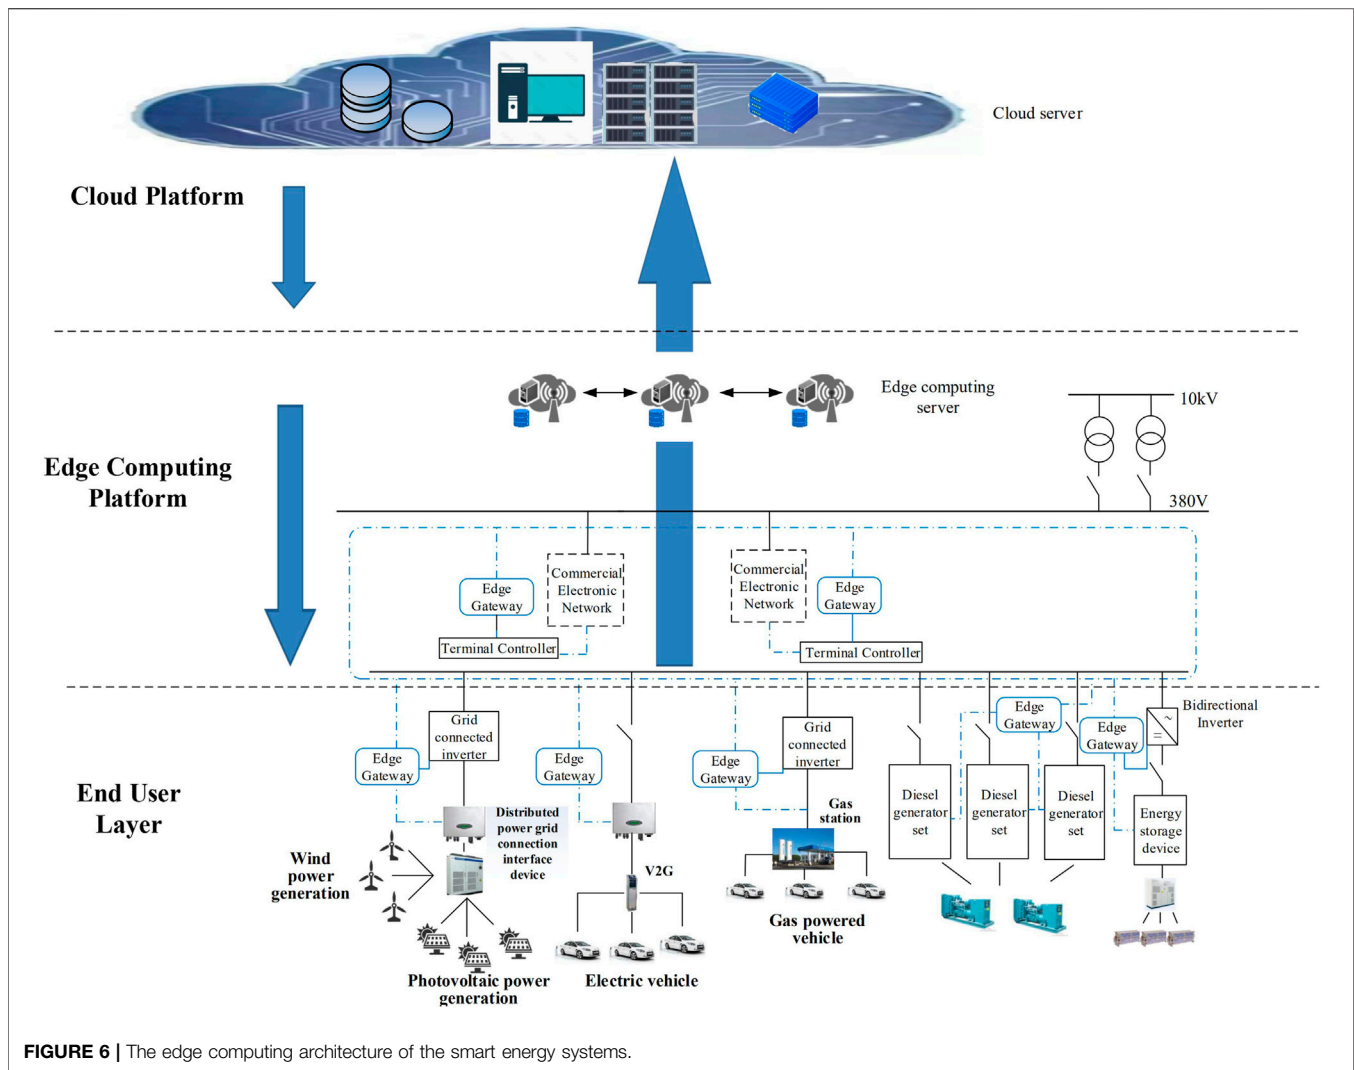 Cloud server
Cloud Platform
Edge computing
server
10kV
Edge Computing
Platform
380V
Commercial
Electronic
Network
Edge
Gateway
Terminal Controller
Commercial
Electronic
Network
Edge
Gateway
Terminal Controller
End User
Layer
Grid
connected
inverter
Edge
Gateway
Edge
Gateway
Grid
connected
inverter
Edge
Gateway
Edge
Gateway
Edge
Gateway
Bidirectional
Inverter
Distributed
power grid
connection
interface
device
Gas
station
Diesel
generator
set
Diesel
generator
set
Diesel
generator
set
Energy
storage
device
Wind
power
generation
V2G
Gas powered
vehicle
Photovoltaic power
generation
Electric vehicle
FIGURE 6 | The edge computing architecture of the smart energy systems.